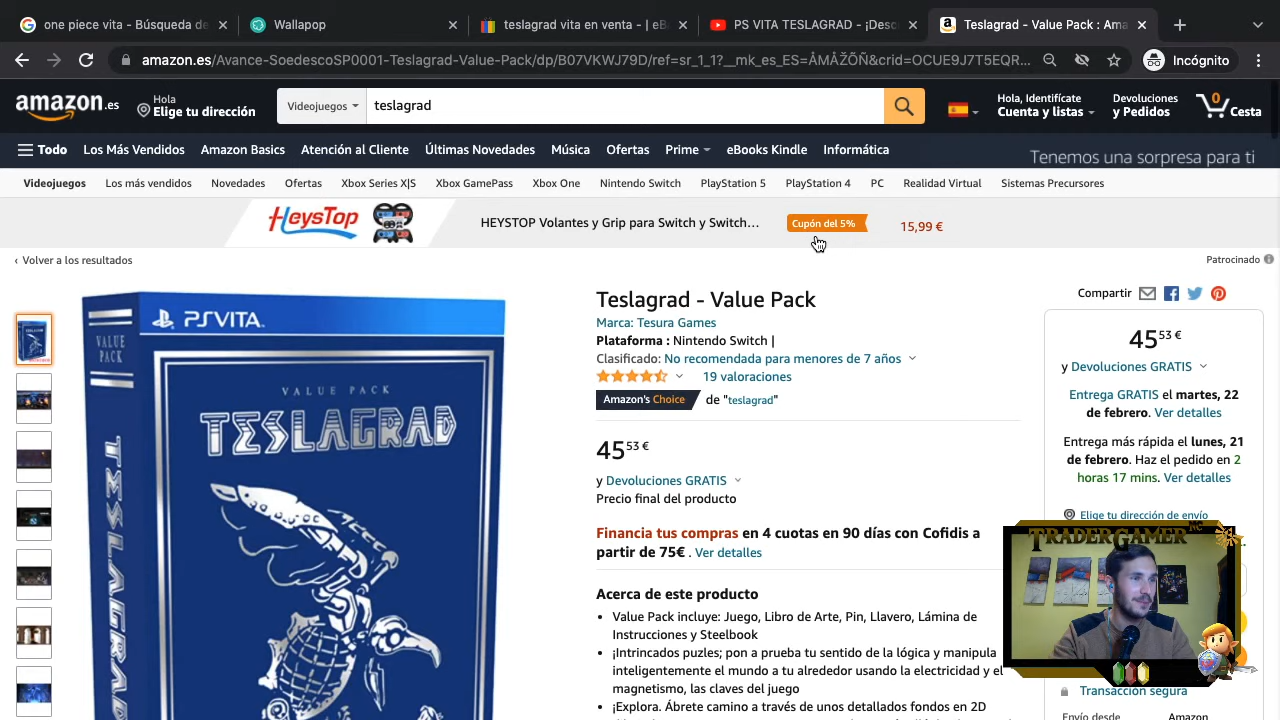 one piece vita - Búsqueda de
Wallapop
teslagrad vita en venta - | eB
PS VITA TESLAGRAD - ¡Desc
Teslagrad - Value Pack : Ama
amazon.es/Avance-SoedescoSP0001-Teslagrad-Value-Pack/dp/B07VKWJ79D/ref=sr_1_1?__mk_es_ES=ÅMÅŽÕÑ&crid=OCUE9J7T5EQR...
Incógnito
amazon.es
Hola
Elige tu dirección
Videojuegos
teslagrad
Hola, Identifícate
Cuenta y listas
Devoluciones
y Pedidos
0
Cesta
Todo
Los Más Vendidos
Amazon Basics
Atención al Cliente
Últimas Novedades
Música
Ofertas
Prime
eBooks Kindle
Informática
Tenemos una sorpresa para ti
Videojuegos
Los más vendidos
Novedades
Ofertas
Xbox Series X|S
Xbox GamePass
Xbox One
Nintendo Switch
PlayStation 5
PlayStation 4
PC
Realidad Virtual
Sistemas Precursores
HeysTop
HEYSTOP Volantes y Grip para Switch y Switch...
Cupón del 5%
15,99 €
‹ Volver a los resultados
Patrocinado
PSVITA
VALUE PACK
VALUE PACK
TESLAGRAD
TESLAGRAD
Teslagrad - Value Pack
Marca: Tesura Games
Plataforma : Nintendo Switch |
Clasificado: No recomendada para menores de 7 años
19 valoraciones
Amazon's Choice de "teslagrad"
45 53 €
y Devoluciones GRATIS
Precio final del producto
Financia tus compras en 4 cuotas en 90 días con Cofidis a
partir de 75€ . Ver detalles
Acerca de este producto
• Value Pack incluye: Juego, Libro de Arte, Pin, Llavero, Lámina de
Instrucciones y Steelbook
• ¡Intrincados puzles; pon a prueba tu sentido de la lógica y manipula
inteligentemente el mundo a tu alrededor usando la electricidad y el
magnetismo, las claves del juego
• ¡Explora. Ábrete camino a través de unos detallados fondos en 2D
Compartir
45 53 €
y Devoluciones GRATIS
Entrega GRATIS el martes, 22
de febrero. Ver detalles
Entrega más rápida el lunes, 21
de febrero. Haz el pedido en 2
horas 17 mins. Ver detalles
Elige tu dirección de envío
TRADERGAMER
Transacción segura
Envío desde
Amazon